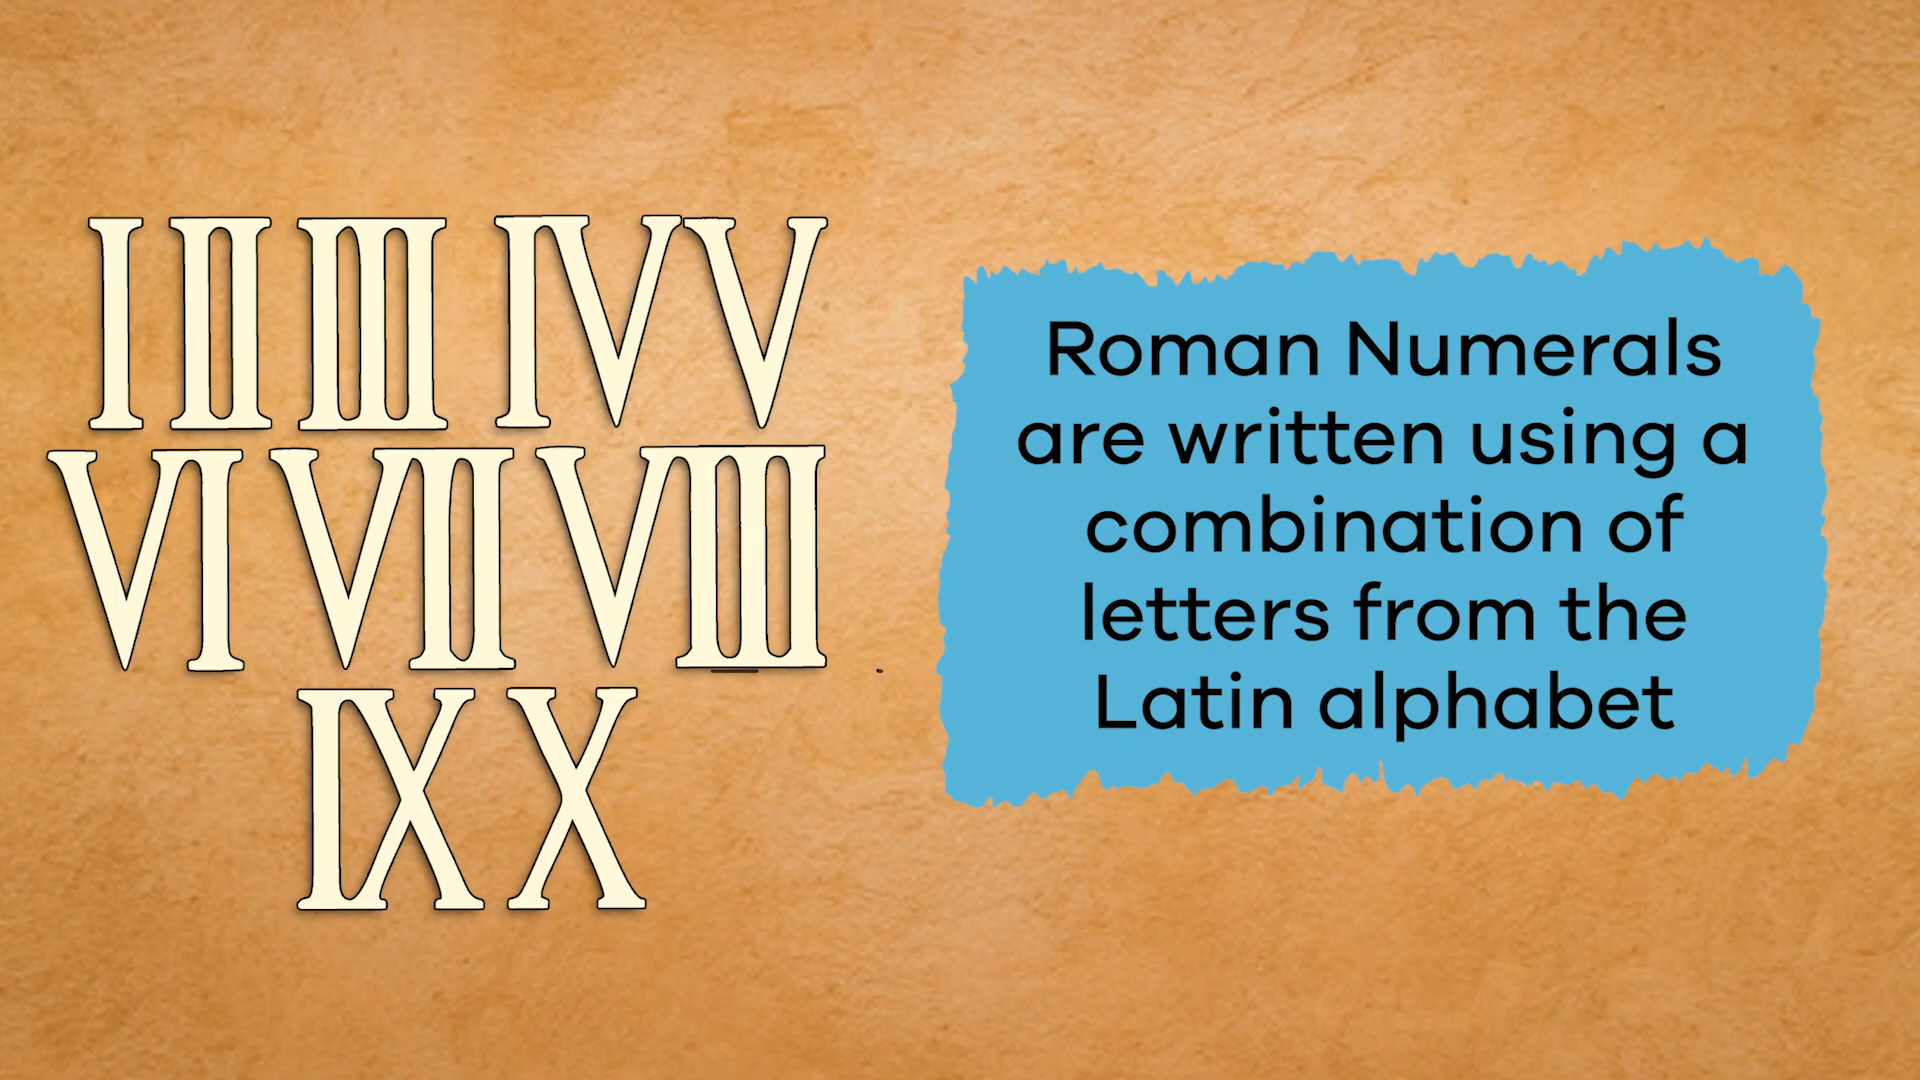 I II III IV V
VI VII VIII
IX X
Roman Numerals
are written using a
combination of
letters from the
Latin alphabet